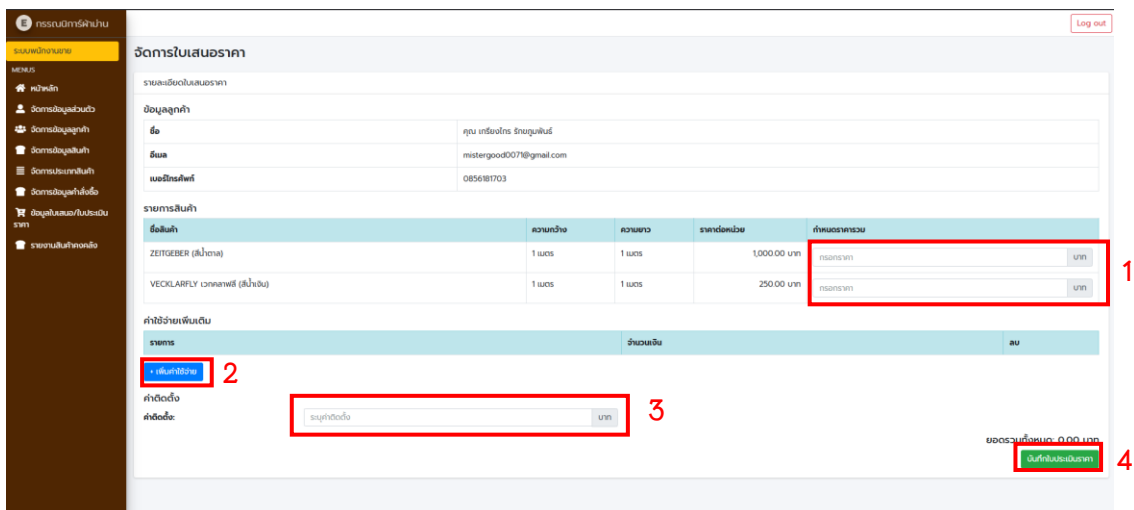 E กรรณิการ์ผ้าม่าน
Log out
ระบบพนักงานขาย
MENUS
หน้าหลัก
จัดการข้อมูลส่วนตัว
จัดการข้อมูลลูกค้า
จัดการข้อมูลสินค้า
จัดการประเภทสินค้า
จัดการข้อมูลคำสั่งซื้อ
ข้อมูลใบเสนอ/ใบประเมินราคา
รายงานสินค้าคงคลัง
จัดการใบเสนอราคา
รายละเอียดใบเสนอราคา
ข้อมูลลูกค้า
ชื่อ คุณ เกรียงไกร รักชฎมพันธ์
อีเมล mistergood0071@gmail.com
เบอร์โทรศัพท์ 0856181703
รายการสินค้า
ชื่อสินค้า ความกว้าง ความยาว ราคาต่อหน่วย กำหนดราคารวม
ZEITGEBER (สีน้ำตาล) 1 เมตร 1 เมตร 1,000.00 บาท กรอกราคา บาท 1
VECKLARFLY เวคคลาฟลี (สีน้ำเงิน) 1 เมตร 1 เมตร 250.00 บาท กรอกราคา บาท
ค่าใช้จ่ายเพิ่มเติม
รายการ จำนวนเงิน ลบ
+ เพิ่มค่าใช้จ่าย 2
ค่าติดตั้ง
ค่าติดตั้ง: ระบุค่าติดตั้ง บาท 3
ยอดรวมทั้งหมด: 0.00 บาท
บันทึกใบประเมินราคา 4